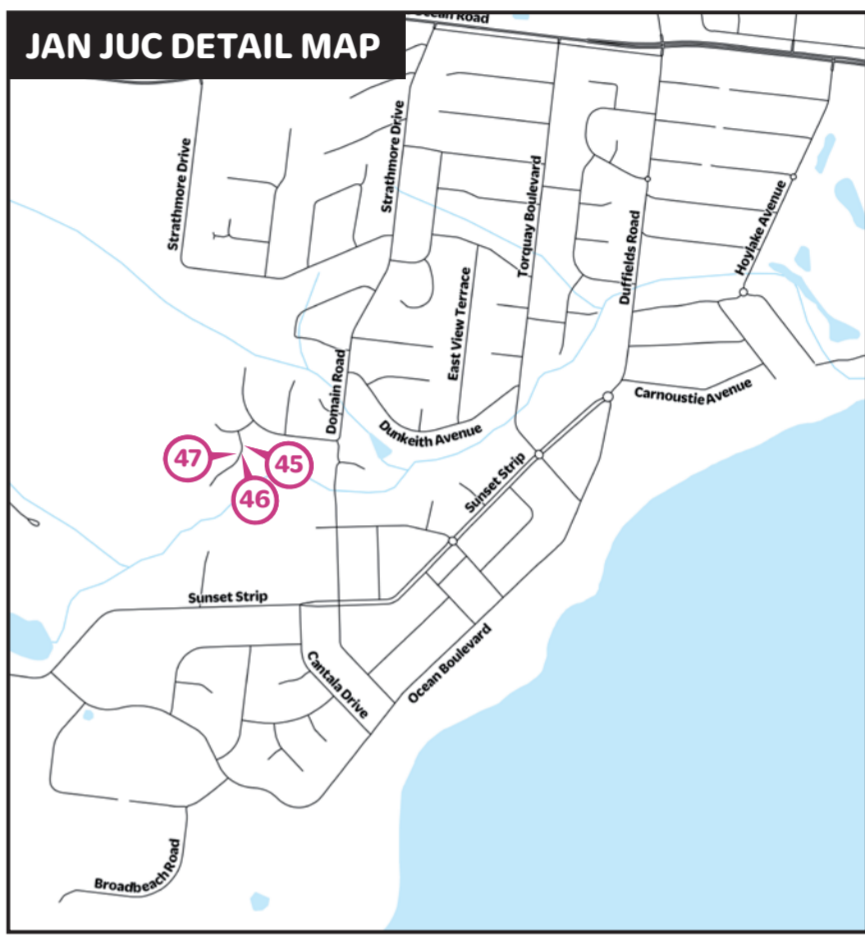 Ocean Road
JAN JUC DETAIL MAP
Strathmore Drive
Strathmore Drive
Torquay Boulevard
Duffields Road
Hoylake Avenue
East View Terrace
Domain Road
Dunkeith Avenue
Carnoustie Avenue
47
45
46
Sunset Strip
Sunset Strip
Cantala Drive
Ocean Boulevard
Broadbeach Road